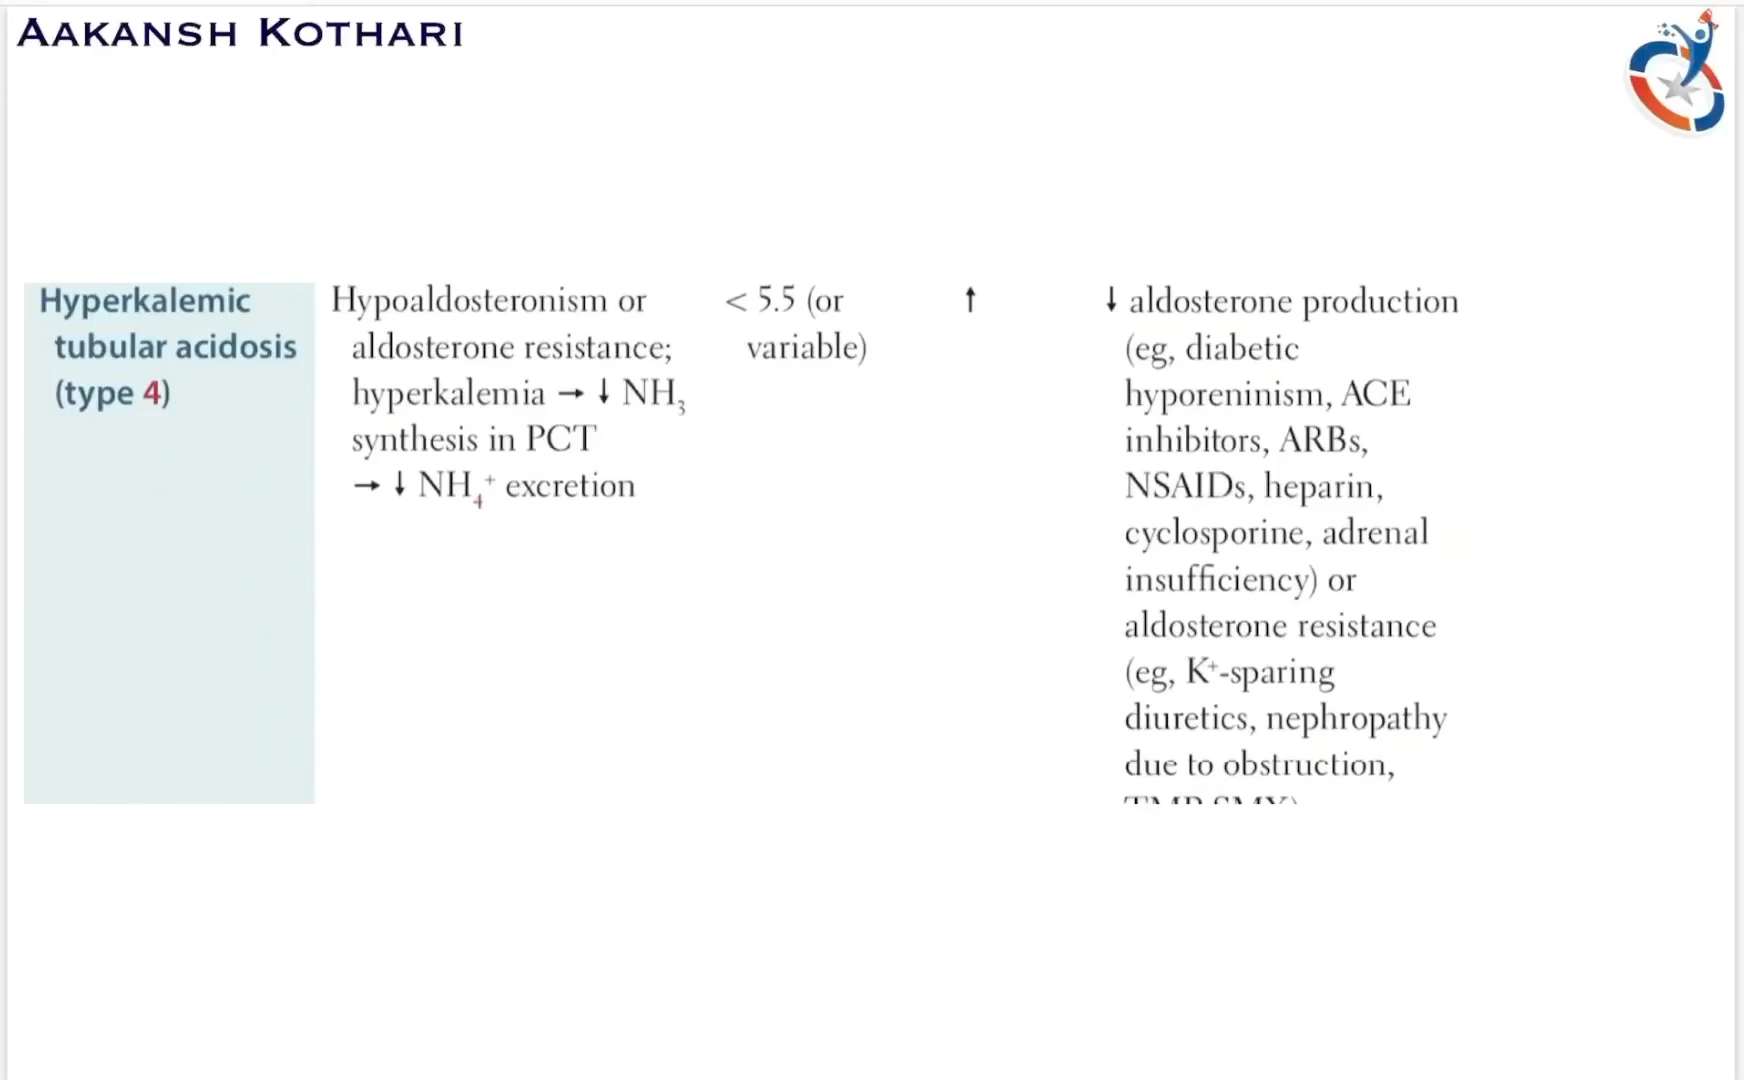 AAKANSH KOTHARI
Hyperkalemic
tubular acidosis
(type 4)
Hypoaldosteronism or
aldosterone resistance;
hyperkalemia → ↓ NH₃
synthesis in PCT
→ ↓ NH₄⁺ excretion
< 5.5 (or
variable)
↑
↓ aldosterone production
(eg, diabetic
hyporeninism, ACE
inhibitors, ARBs,
NSAIDs, heparin,
cyclosporine, adrenal
insufficiency) or
aldosterone resistance
(eg, K⁺-sparing
diuretics, nephropathy
due to obstruction,